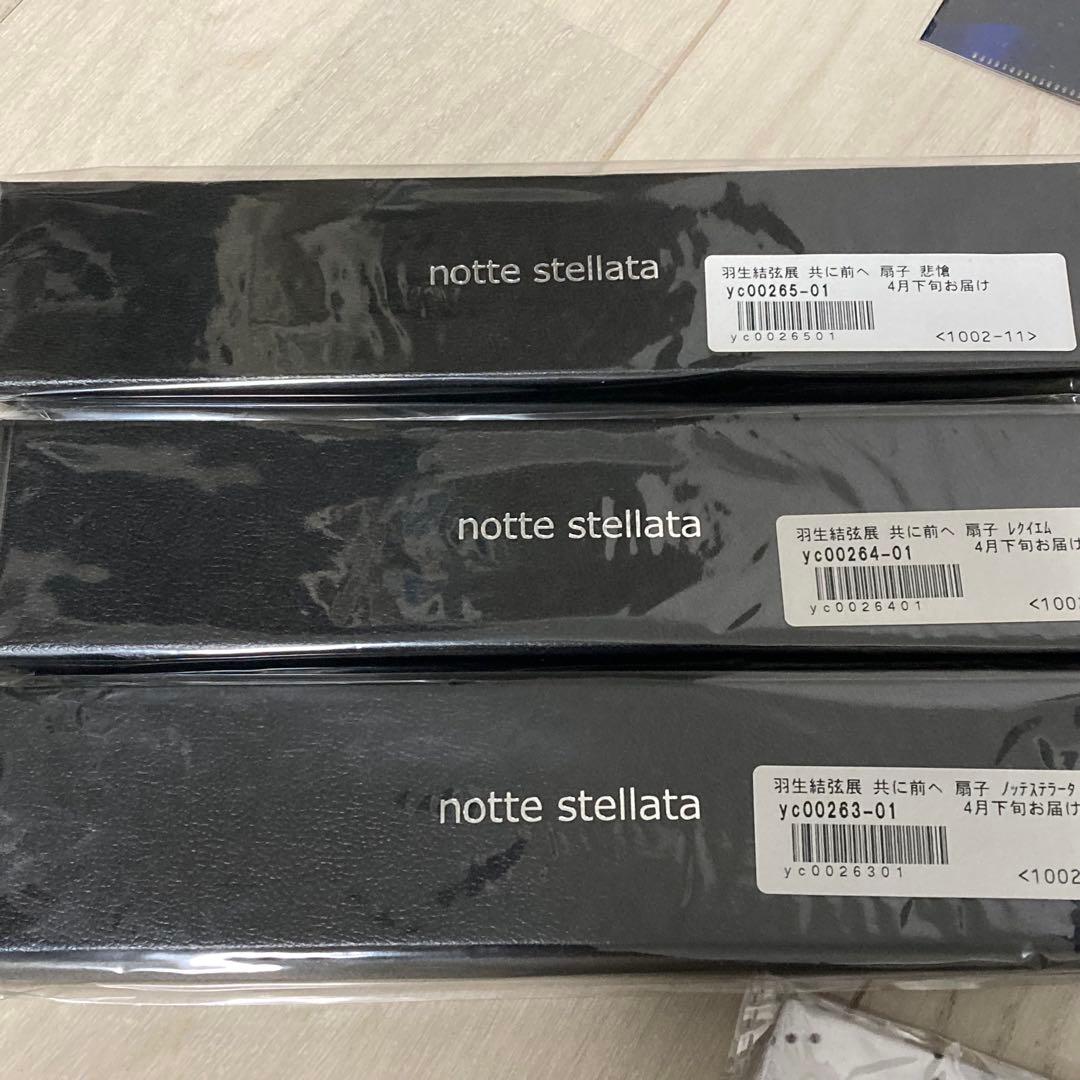 notte stellata
羽生結弦展 共に前へ 扇子 悲愴
yc00265-01 4月下旬お届け
yc0026501 <1002-11>
notte stellata
羽生結弦展 共に前へ 扇子 ﾚｸｲｴﾑ
yc00264-01 4月下旬お届け
yc0026401 <100
notte stellata
羽生結弦展 共に前へ 扇子 ﾉｯﾃｽﾃﾗｰﾀ
yc00263-01 4月下旬お届け
yc0026301 <1002